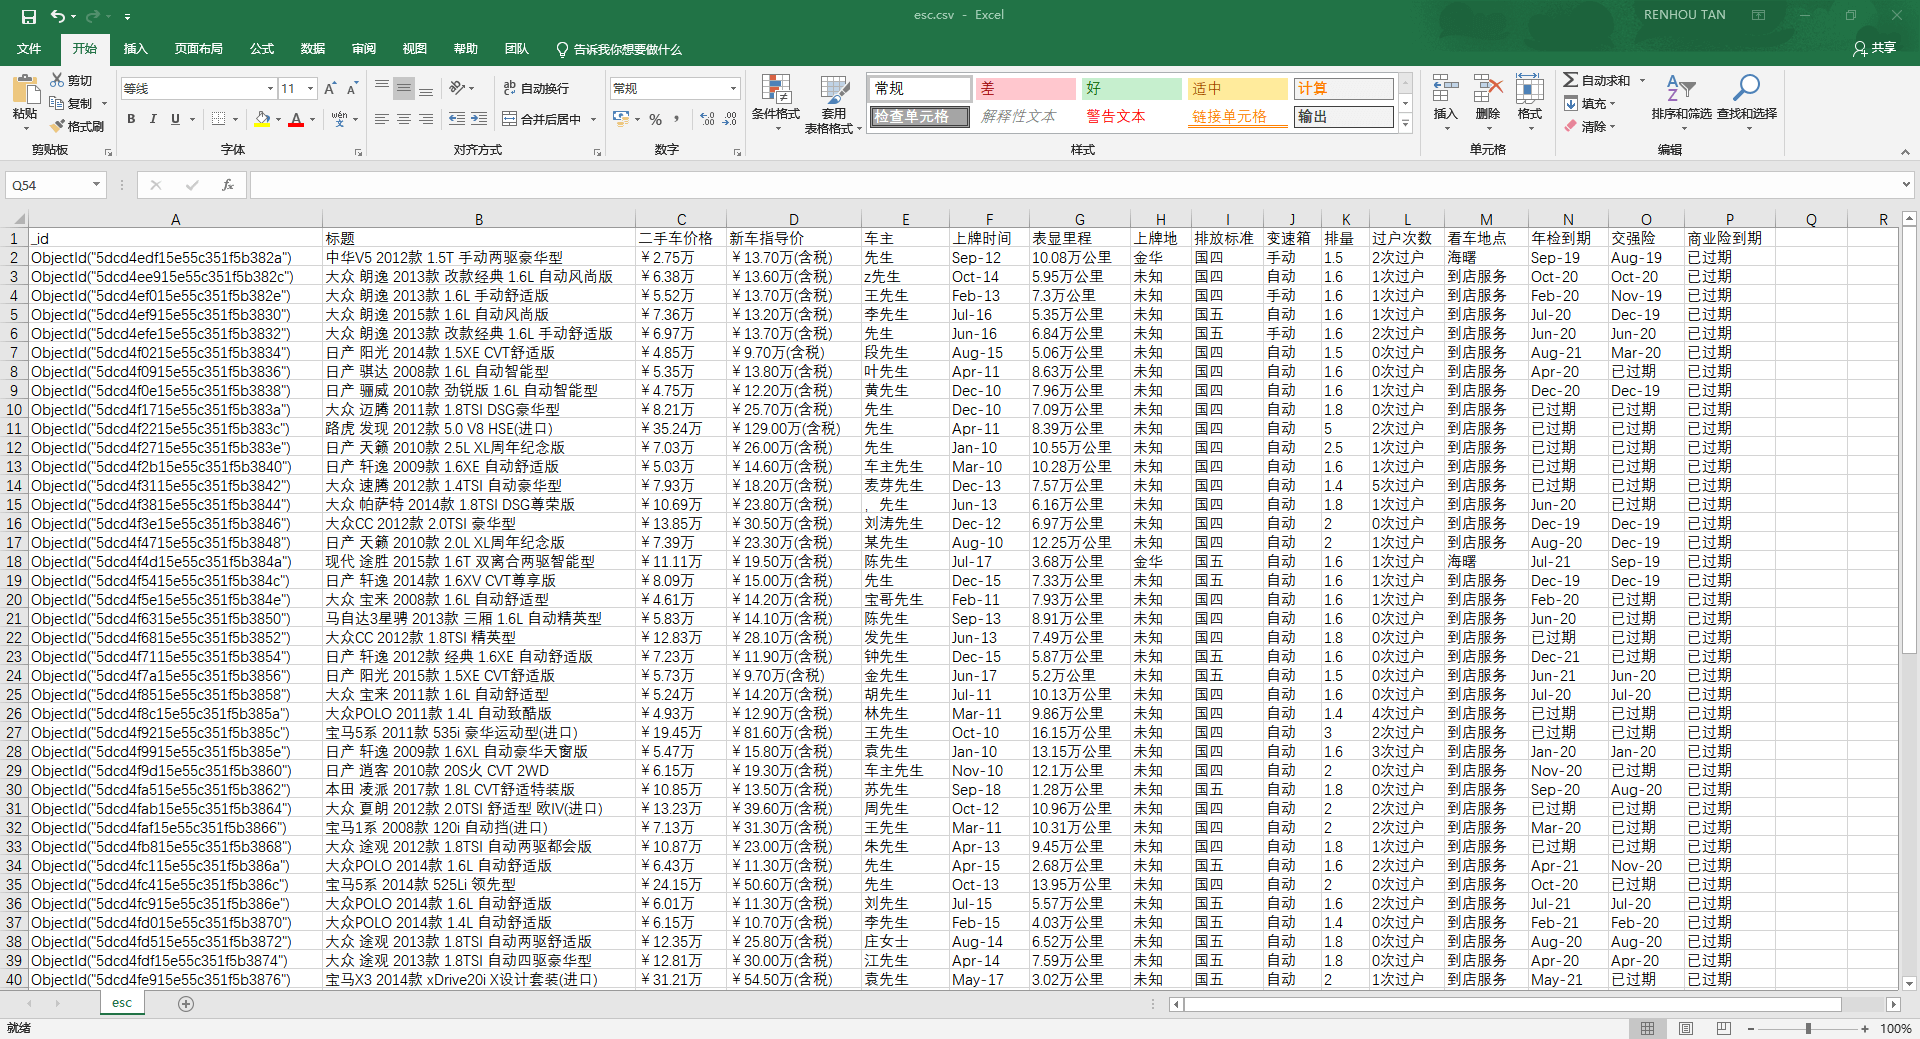 esc.csv - Excel
RENHOU TAN
文件 开始 插入 页面布局 公式 数据 审阅 视图 帮助 团队 告诉我你想要做什么 共享
粘贴 剪切 复制 格式刷 剪贴板
等线 11 B I U A wén 字体
ab 自动换行 合并后居中 对齐方式
常规 % , 数字
条件格式 套用表格格式
常规 差 好 适中 计算
检查单元格 解释性文本 警告文本 链接单元格 输出
样式
插入 删除 格式 单元格
自动求和 填充 清除 排序和筛选 查找和选择 编辑
Q54 fx
A B C D E F G H I J K L M N O P Q R
1 _id 标题 二手车价格 新车指导价 车主 上牌时间 表显里程 上牌地 排放标准 变速箱 排量 过户次数 看车地点 年检到期 交强险 商业险到期
2 ObjectId("5dcd4edf15e55c351f5b382a") 中华V5 2012款 1.5T 手动两驱豪华型 ¥2.75万 ¥13.70万(含税) 先生 Sep-12 10.08万公里 金华 国四 手动 1.5 2次过户 海曙 Sep-19 Aug-19 已过期
3 ObjectId("5dcd4ee915e55c351f5b382c") 大众 朗逸 2013款 改款经典 1.6L 自动风尚版 ¥6.38万 ¥13.60万(含税) z先生 Oct-14 5.95万公里 未知 国四 自动 1.6 1次过户 到店服务 Oct-20 Oct-20 已过期
4 ObjectId("5dcd4ef015e55c351f5b382e") 大众 朗逸 2013款 1.6L 手动舒适版 ¥5.52万 ¥13.70万(含税) 王先生 Feb-13 7.3万公里 未知 国四 手动 1.6 1次过户 到店服务 Feb-20 Nov-19 已过期
5 ObjectId("5dcd4ef915e55c351f5b3830") 大众 朗逸 2015款 1.6L 自动风尚版 ¥7.36万 ¥13.20万(含税) 李先生 Jul-16 5.35万公里 未知 国五 自动 1.6 1次过户 到店服务 Jul-20 Dec-19 已过期
6 ObjectId("5dcd4efe15e55c351f5b3832") 大众 朗逸 2013款 改款经典 1.6L 手动舒适版 ¥6.97万 ¥13.70万(含税) 先生 Jun-16 6.84万公里 未知 国五 手动 1.6 2次过户 到店服务 Jun-20 Jun-20 已过期
7 ObjectId("5dcd4f0215e55c351f5b3834") 日产 阳光 2014款 1.5XE CVT舒适版 ¥4.85万 ¥9.70万(含税) 段先生 Aug-15 5.06万公里 未知 国四 自动 1.5 0次过户 到店服务 Aug-21 Mar-20 已过期
8 ObjectId("5dcd4f0915e55c351f5b3836") 日产 骐达 2008款 1.6L 自动智能型 ¥5.35万 ¥13.80万(含税) 叶先生 Apr-11 8.63万公里 未知 国四 自动 1.6 0次过户 到店服务 Apr-20 已过期 已过期
9 ObjectId("5dcd4f0e15e55c351f5b3838") 日产 骊威 2010款 劲锐版 1.6L 自动智能型 ¥4.75万 ¥12.20万(含税) 黄先生 Dec-10 7.96万公里 未知 国四 自动 1.6 1次过户 到店服务 Dec-20 Dec-19 已过期
10 ObjectId("5dcd4f1715e55c351f5b383a") 大众 迈腾 2011款 1.8TSI DSG豪华型 ¥8.21万 ¥25.70万(含税) 先生 Dec-10 7.09万公里 未知 国四 自动 1.8 0次过户 到店服务 已过期 已过期 已过期
11 ObjectId("5dcd4f2215e55c351f5b383c") 路虎 发现 2012款 5.0 V8 HSE(进口) ¥35.24万 ¥129.00万(含税) 先生 Apr-11 8.39万公里 未知 国四 自动 5 2次过户 到店服务 已过期 已过期 已过期
12 ObjectId("5dcd4f2715e55c351f5b383e") 日产 天籁 2010款 2.5L XL周年纪念版 ¥7.03万 ¥26.00万(含税) 先生 Jan-10 10.55万公里 未知 国四 自动 2.5 1次过户 到店服务 已过期 已过期 已过期
13 ObjectId("5dcd4f2b15e55c351f5b3840") 日产 轩逸 2009款 1.6XE 自动舒适版 ¥5.03万 ¥14.60万(含税) 车主先生 Mar-10 10.28万公里 未知 国四 自动 1.6 1次过户 到店服务 已过期 已过期 已过期
14 ObjectId("5dcd4f3115e55c351f5b3842") 大众 速腾 2012款 1.4TSI 自动豪华型 ¥7.93万 ¥18.20万(含税) 麦芽先生 Dec-13 7.57万公里 未知 国四 自动 1.4 5次过户 到店服务 已过期 已过期 已过期
15 ObjectId("5dcd4f3815e55c351f5b3844") 大众 帕萨特 2014款 1.8TSI DSG尊荣版 ¥10.69万 ¥23.80万(含税) ，先生 Jun-13 6.16万公里 未知 国四 自动 1.8 1次过户 到店服务 Jun-20 已过期 已过期
16 ObjectId("5dcd4f3e15e55c351f5b3846") 大众CC 2012款 2.0TSI 豪华型 ¥13.85万 ¥30.50万(含税) 刘涛先生 Dec-12 6.97万公里 未知 国四 自动 2 0次过户 到店服务 Dec-19 Dec-19 已过期
17 ObjectId("5dcd4f4715e55c351f5b3848") 日产 天籁 2010款 2.0L XL周年纪念版 ¥7.39万 ¥23.30万(含税) 某先生 Aug-10 12.25万公里 未知 国四 自动 2 1次过户 到店服务 Aug-20 Dec-19 已过期
18 ObjectId("5dcd4f4d15e55c351f5b384a") 现代 途胜 2015款 1.6T 双离合两驱智能型 ¥11.11万 ¥19.50万(含税) 陈先生 Jul-17 3.68万公里 金华 国五 自动 1.6 1次过户 海曙 Jul-21 Sep-19 已过期
19 ObjectId("5dcd4f5415e55c351f5b384c") 日产 轩逸 2014款 1.6XV CVT尊享版 ¥8.09万 ¥15.00万(含税) 先生 Dec-15 7.33万公里 未知 国五 自动 1.6 1次过户 到店服务 Dec-19 Dec-19 已过期
20 ObjectId("5dcd4f5e15e55c351f5b384e") 大众 宝来 2008款 1.6L 自动舒适型 ¥4.61万 ¥14.20万(含税) 宝哥先生 Feb-11 7.93万公里 未知 国四 自动 1.6 1次过户 到店服务 Feb-20 已过期 已过期
21 ObjectId("5dcd4f6315e55c351f5b3850") 马自达3星骋 2013款 三厢 1.6L 自动精英型 ¥5.83万 ¥14.10万(含税) 陈先生 Sep-13 8.91万公里 未知 国四 自动 1.6 0次过户 到店服务 Jun-20 已过期 已过期
22 ObjectId("5dcd4f6815e55c351f5b3852") 大众CC 2012款 1.8TSI 精英型 ¥12.83万 ¥28.10万(含税) 发先生 Jun-13 7.49万公里 未知 国四 自动 1.8 0次过户 到店服务 已过期 已过期 已过期
23 ObjectId("5dcd4f7115e55c351f5b3854") 日产 轩逸 2012款 经典 1.6XE 自动舒适版 ¥7.23万 ¥11.90万(含税) 钟先生 Dec-15 5.87万公里 未知 国五 自动 1.6 0次过户 到店服务 Dec-21 已过期 已过期
24 ObjectId("5dcd4f7a15e55c351f5b3856") 日产 阳光 2015款 1.5XE CVT舒适版 ¥5.73万 ¥9.70万(含税) 金先生 Jun-17 5.2万公里 未知 国五 自动 1.5 0次过户 到店服务 Jun-21 Jun-20 已过期
25 ObjectId("5dcd4f8515e55c351f5b3858") 大众 宝来 2011款 1.6L 自动舒适型 ¥5.24万 ¥14.20万(含税) 胡先生 Jul-11 10.13万公里 未知 国四 自动 1.6 0次过户 到店服务 Jul-20 Jul-20 已过期
26 ObjectId("5dcd4f8c15e55c351f5b385a") 大众POLO 2011款 1.4L 自动致酷版 ¥4.93万 ¥12.90万(含税) 林先生 Mar-11 9.86万公里 未知 国四 自动 1.4 4次过户 到店服务 已过期 已过期 已过期
27 ObjectId("5dcd4f9215e55c351f5b385c") 宝马5系 2011款 535i 豪华运动型(进口) ¥19.45万 ¥81.60万(含税) 王先生 Oct-10 16.15万公里 未知 国四 自动 3 2次过户 到店服务 已过期 已过期 已过期
28 ObjectId("5dcd4f9915e55c351f5b385e") 日产 轩逸 2009款 1.6XL 自动豪华天窗版 ¥5.47万 ¥15.80万(含税) 袁先生 Jan-10 13.15万公里 未知 国四 自动 1.6 3次过户 到店服务 Jan-20 Jan-20 已过期
29 ObjectId("5dcd4f9d15e55c351f5b3860") 日产 逍客 2010款 20S火 CVT 2WD ¥6.15万 ¥19.30万(含税) 车主先生 Nov-10 12.1万公里 未知 国四 自动 2 0次过户 到店服务 Nov-20 已过期 已过期
30 ObjectId("5dcd4fa515e55c351f5b3862") 本田 凌派 2017款 1.8L CVT舒适特装版 ¥10.85万 ¥13.50万(含税) 苏先生 Sep-18 1.28万公里 未知 国五 自动 1.8 0次过户 到店服务 Sep-20 Aug-20 已过期
31 ObjectId("5dcd4fab15e55c351f5b3864") 大众 夏朗 2012款 2.0TSI 舒适型 欧IV(进口) ¥13.23万 ¥39.60万(含税) 周先生 Oct-12 10.96万公里 未知 国四 自动 2 2次过户 到店服务 已过期 已过期 已过期
32 ObjectId("5dcd4faf15e55c351f5b3866") 宝马1系 2008款 120i 自动挡(进口) ¥7.13万 ¥31.30万(含税) 王先生 Mar-11 10.31万公里 未知 国四 自动 2 2次过户 到店服务 Mar-20 已过期 已过期
33 ObjectId("5dcd4fb815e55c351f5b3868") 大众 途观 2012款 1.8TSI 自动两驱都会版 ¥10.87万 ¥23.00万(含税) 朱先生 Apr-13 9.45万公里 未知 国四 自动 1.8 1次过户 到店服务 已过期 已过期 已过期
34 ObjectId("5dcd4fc115e55c351f5b386a") 大众POLO 2014款 1.6L 自动舒适版 ¥6.43万 ¥11.30万(含税) 先生 Apr-15 2.68万公里 未知 国五 自动 1.6 2次过户 到店服务 Apr-21 Nov-20 已过期
35 ObjectId("5dcd4fc415e55c351f5b386c") 宝马5系 2014款 525Li 领先型 ¥24.15万 ¥50.60万(含税) 先生 Oct-13 13.95万公里 未知 国四 自动 2 0次过户 到店服务 Oct-20 已过期 已过期
36 ObjectId("5dcd4fc915e55c351f5b386e") 大众POLO 2014款 1.6L 自动舒适版 ¥6.01万 ¥11.30万(含税) 刘先生 Jul-15 5.57万公里 未知 国五 自动 1.6 2次过户 到店服务 Jul-21 Jul-20 已过期
37 ObjectId("5dcd4fd015e55c351f5b3870") 大众POLO 2014款 1.4L 自动舒适版 ¥6.15万 ¥10.70万(含税) 李先生 Feb-15 4.03万公里 未知 国五 自动 1.4 0次过户 到店服务 Feb-21 Feb-20 已过期
38 ObjectId("5dcd4fd515e55c351f5b3872") 大众 途观 2013款 1.8TSI 自动两驱舒适版 ¥12.35万 ¥25.80万(含税) 庄女士 Aug-14 6.52万公里 未知 国五 自动 1.8 0次过户 到店服务 Aug-20 Aug-20 已过期
39 ObjectId("5dcd4fdf15e55c351f5b3874") 大众 途观 2013款 1.8TSI 自动四驱豪华型 ¥12.81万 ¥30.00万(含税) 江先生 Apr-14 7.59万公里 未知 国五 自动 1.8 0次过户 到店服务 Apr-20 Apr-20 已过期
40 ObjectId("5dcd4fe915e55c351f5b3876") 宝马X3 2014款 xDrive20i X设计套装(进口) ¥31.21万 ¥54.50万(含税) 袁先生 May-17 3.02万公里 未知 国五 自动 2 1次过户 到店服务 May-21 已过期 已过期
esc
就绪 100%